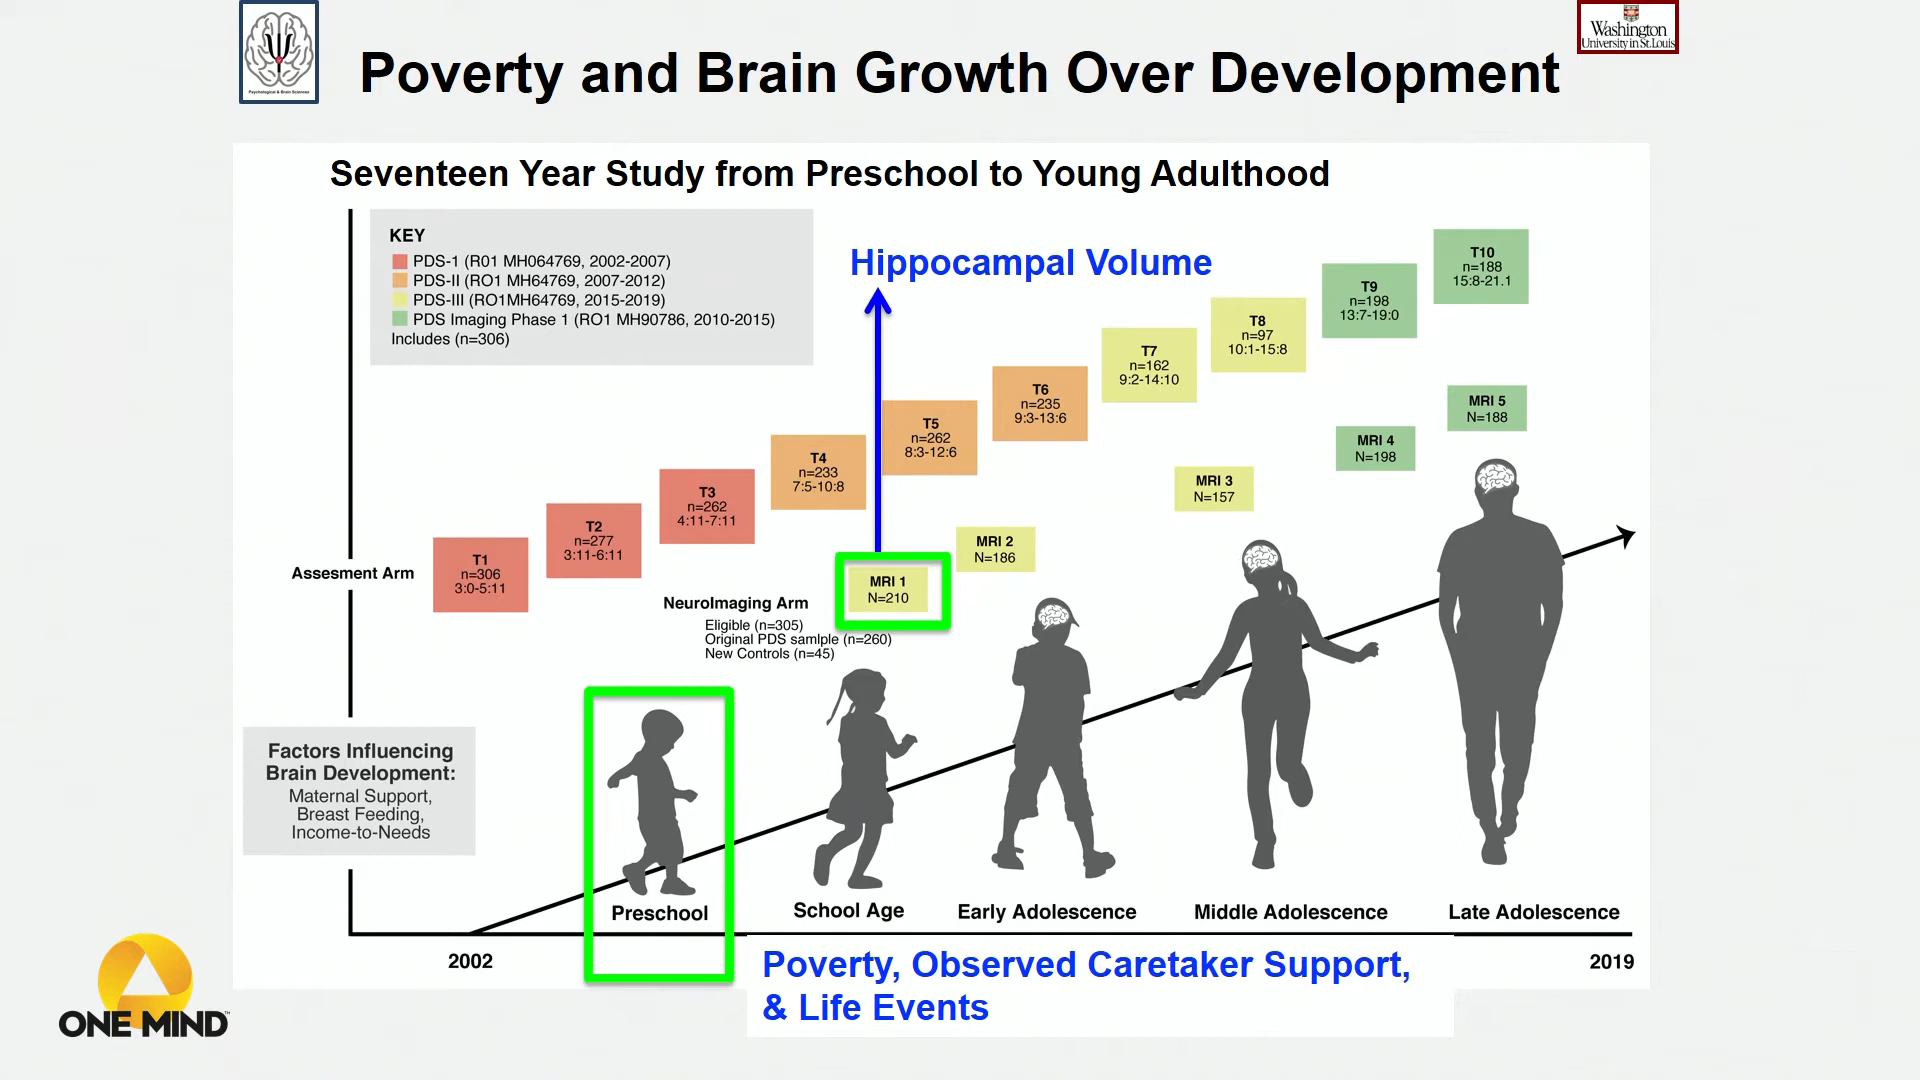 Psychological & Brain Sciences
Washington
University in St.Louis
Poverty and Brain Growth Over Development
Seventeen Year Study from Preschool to Young Adulthood
KEY
PDS-1 (R01 MH064769, 2002-2007)
PDS-II (RO1 MH64769, 2007-2012)
PDS-III (RO1MH64769, 2015-2019)
PDS Imaging Phase 1 (RO1 MH90786, 2010-2015)
Includes (n=306)
Hippocampal Volume
T10
n=188
15:8-21.1
T9
n=198
13:7-19:0
T8
n=97
10:1-15:8
T7
n=162
9:2-14:10
T6
n=235
9:3-13:6
T5
n=262
8:3-12:6
T4
n=233
7:5-10:8
T3
n=262
4:11-7:11
T2
n=277
3:11-6:11
T1
n=306
3:0-5:11
Assesment Arm
MRI 5
N=188
MRI 4
N=198
MRI 3
N=157
MRI 2
N=186
MRI 1
N=210
NeuroImaging Arm
Eligible (n=305)
Original PDS samlple (n=260)
New Controls (n=45)
Factors Influencing
Brain Development:
Maternal Support,
Breast Feeding,
Income-to-Needs
Preschool
School Age
Early Adolescence
Middle Adolescence
Late Adolescence
2002
2019
Poverty, Observed Caretaker Support,
& Life Events
ONE MIND™